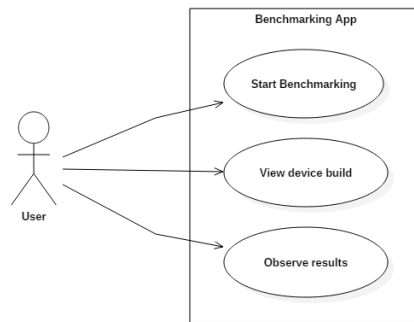 Benchmarking App
Start Benchmarking
View device build
User
Observe results